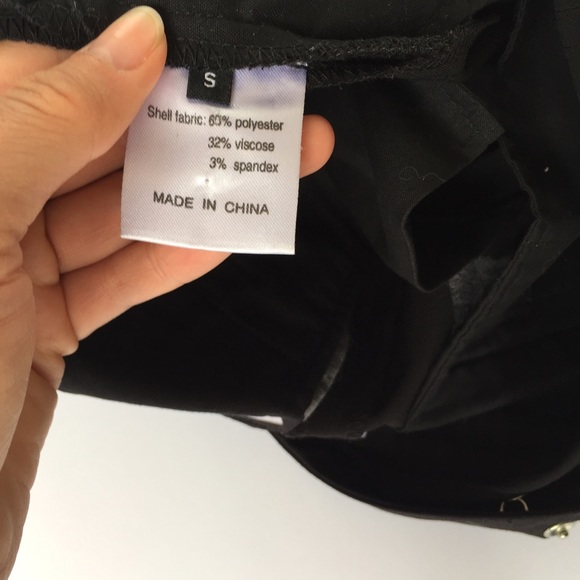 S
Shell fabric: 65% polyester
32% viscose
3% spandex
MADE IN CHINA